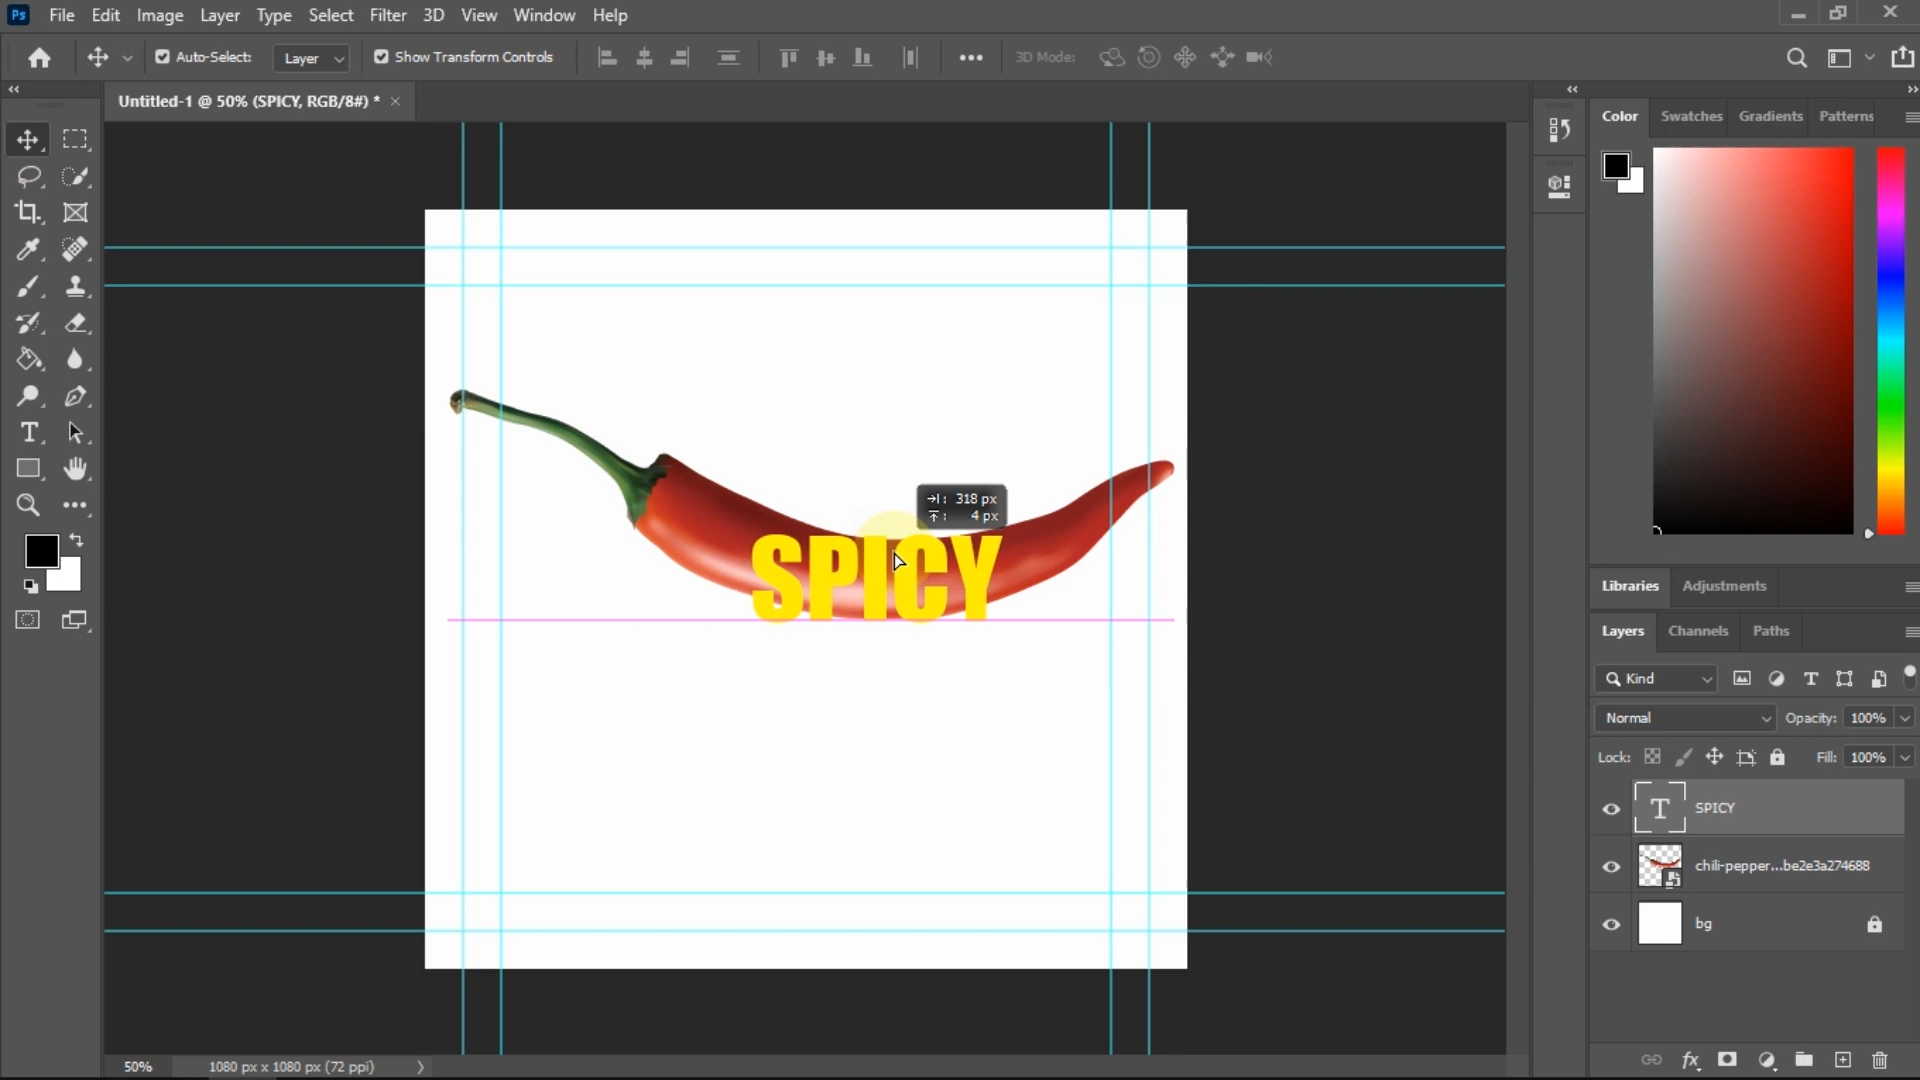 Ps File Edit Image Layer Type Select Filter 3D View Window Help
Auto-Select: Layer Show Transform Controls 3D Mode:
Untitled-1 @ 50% (SPICY, RGB/8#) * ×
Color Swatches Gradients Patterns
318 px
4 px
SPICY
Libraries Adjustments
Layers Channels Paths
Kind
Normal Opacity: 100%
Lock: Fill: 100%
T SPICY
chili-pepper...be2e3a274688
bg
50% 1080 px x 1080 px (72 ppi)